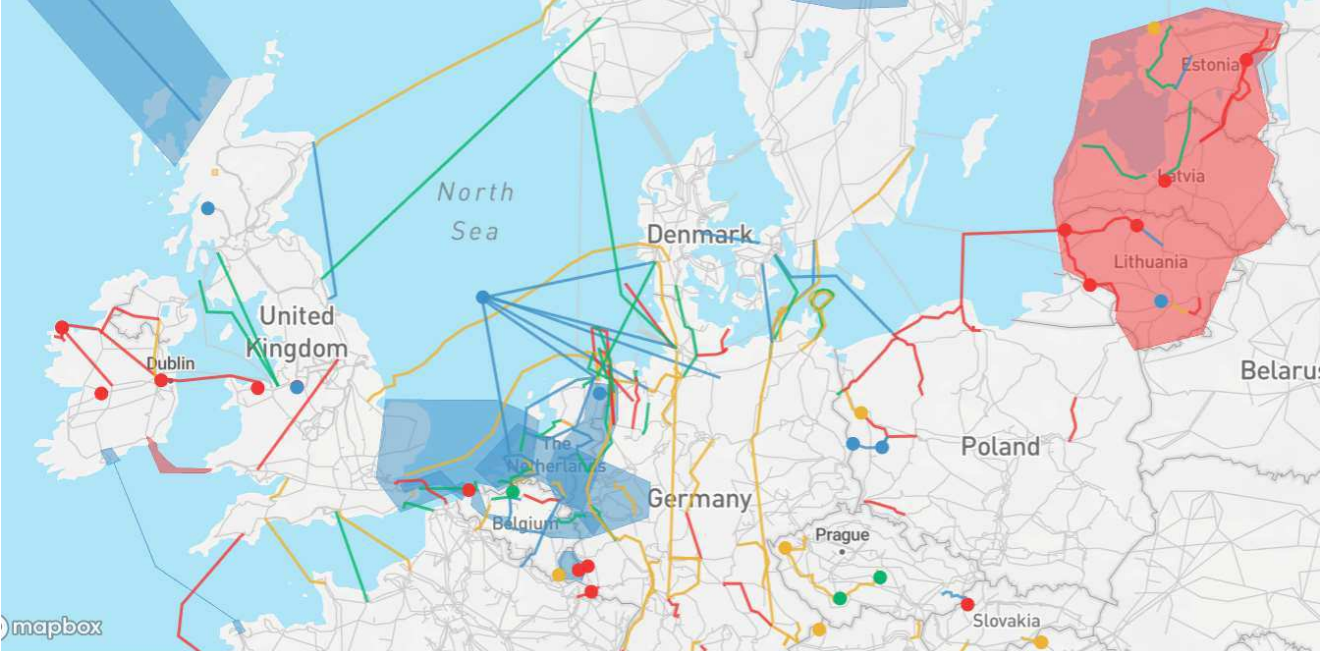 Estonia
Latvia
North
Sea
Denmark
Lithuania
United
Kingdom
Dublin
Belarus
The
Netherlands
Poland
Germany
Belgium
Prague
Slovakia
mapbox